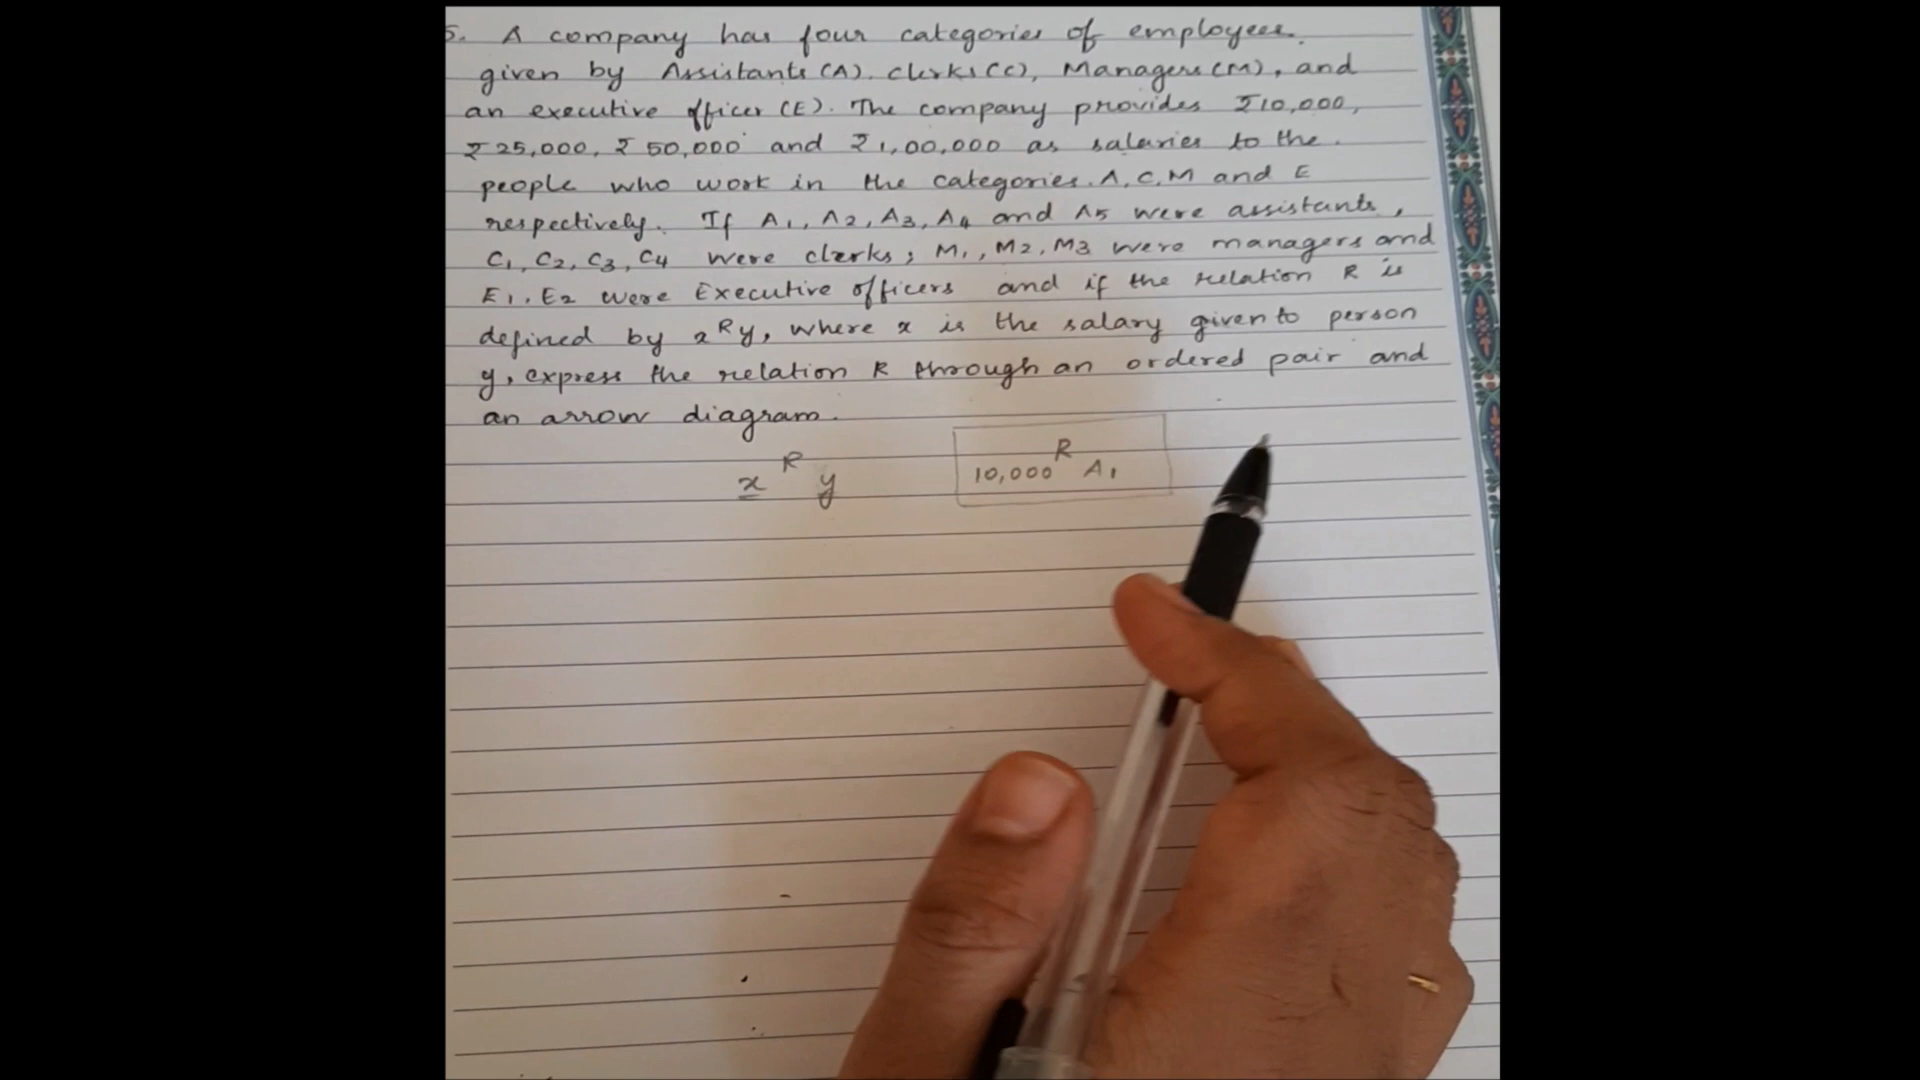 5. A company has four categories of employees.
given by Assistants (A). Clerks (C), Managers (M), and
an executive officer (E). The company provides ₹10,000,
₹25,000, ₹50,000 and ₹1,00,000 as salaries to the.
people who work in the categories. A, C, M and E
respectively. If A1, A2, A3, A4 and A5 were assistants,
C1, C2, C3, C4 were clerks; M1, M2, M3 were managers and
E1, E2 were Executive officers and if the relation R is
defined by xRy, where x is the salary given to person
y, express the relation R through an ordered pair and
an arrow diagram.
x R y 10,000 R A1